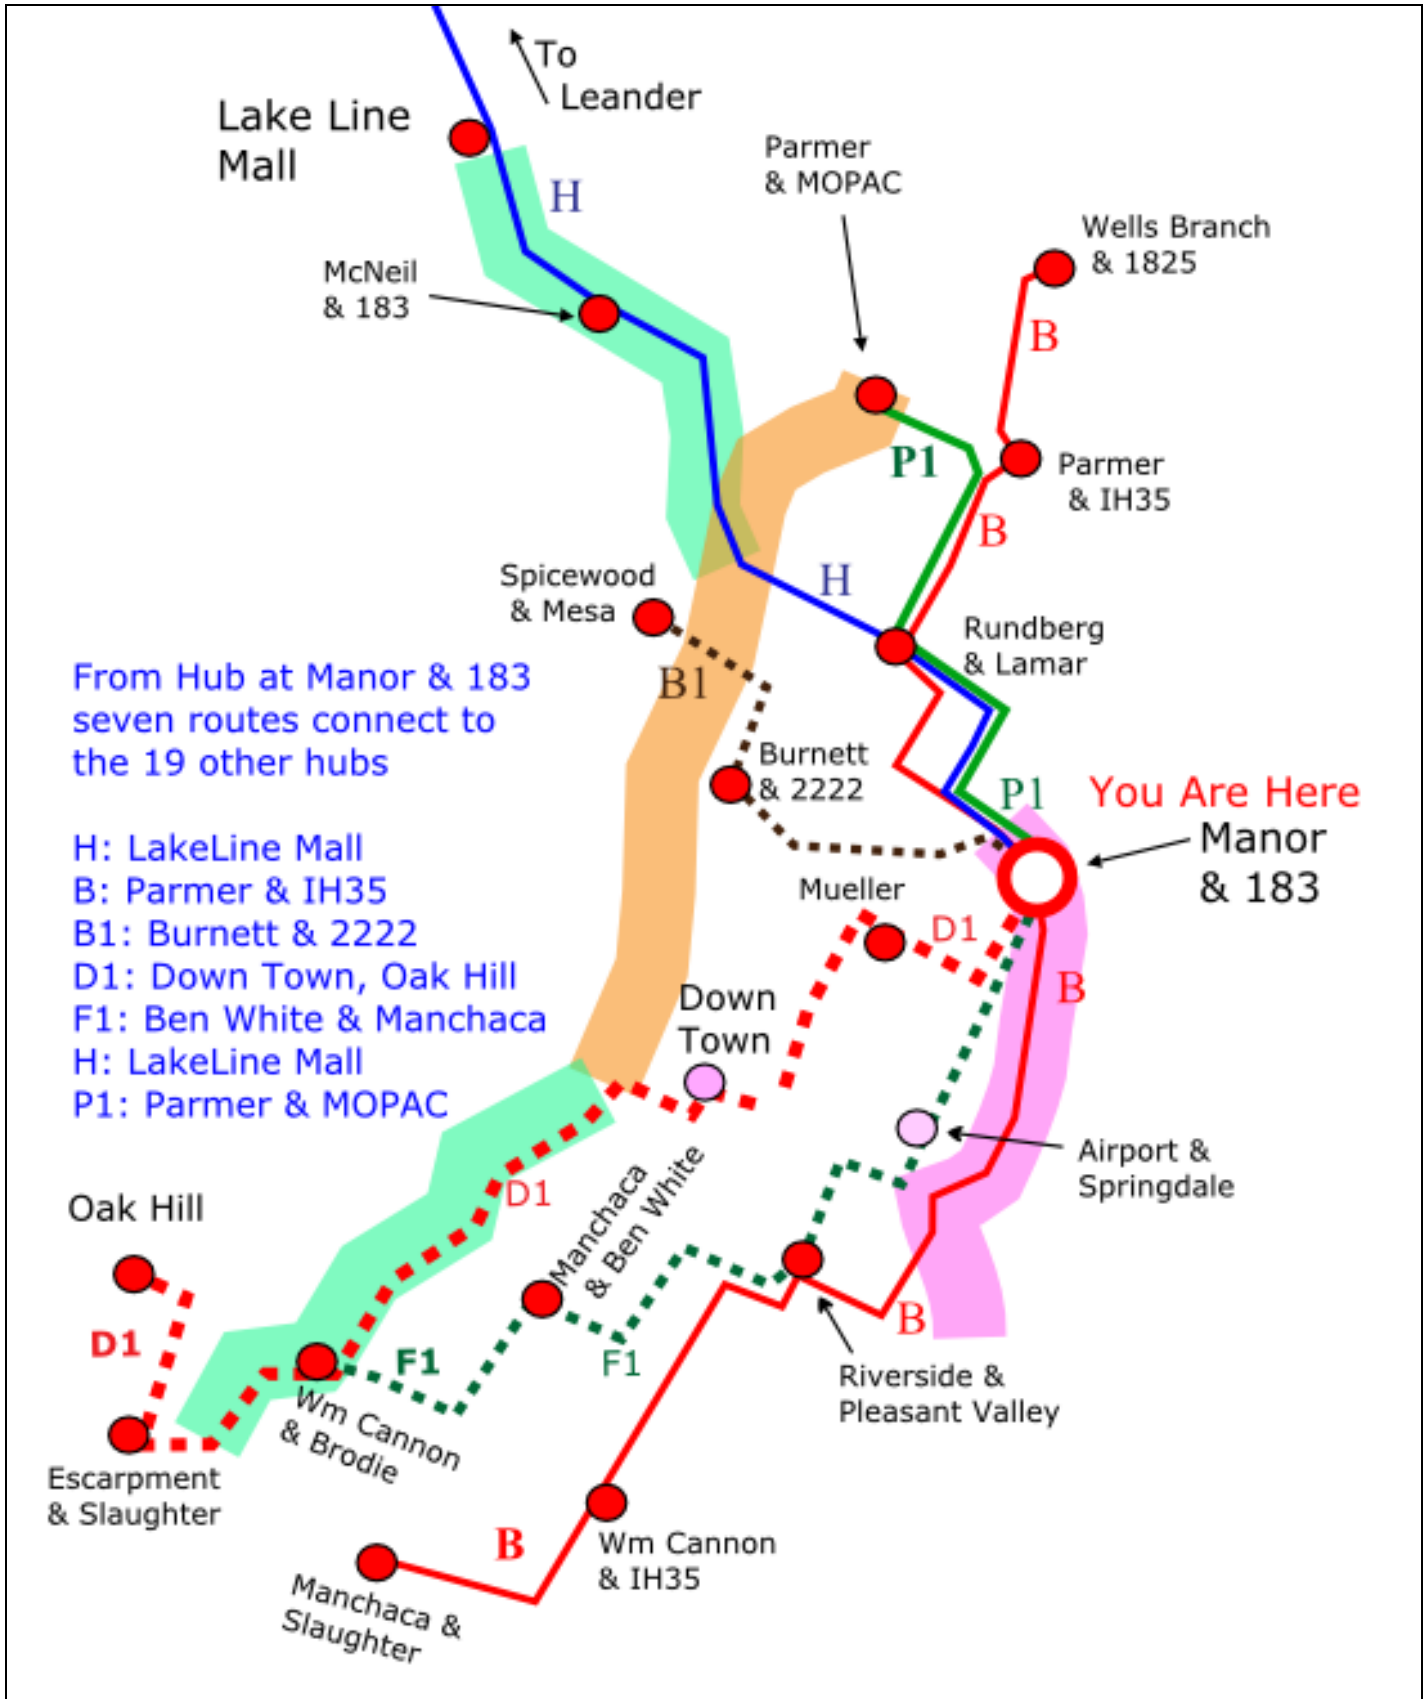 To
Leander
Lake Line
Mall
H
Parmer
& MOPAC
Wells Branch
& 1825
McNeil
& 183
B
P1
Parmer
& IH35
B
Spicewood
& Mesa
H
Rundberg
& Lamar
From Hub at Manor & 183
seven routes connect to
the 19 other hubs
B1
Burnett
& 2222
P1
You Are Here
Manor
& 183
H: LakeLine Mall
B: Parmer & IH35
B1: Burnett & 2222
D1: Down Town, Oak Hill
F1: Ben White & Manchaca
H: LakeLine Mall
P1: Parmer & MOPAC
Mueller
D1
B
Down
Town
Airport &
Springdale
D1
Manchaca
& Ben White
Oak Hill
D1
F1
F1
B
Riverside &
Pleasant Valley
Wm Cannon
& Brodie
Escarpment
& Slaughter
B
Wm Cannon
& IH35
Manchaca &
Slaughter